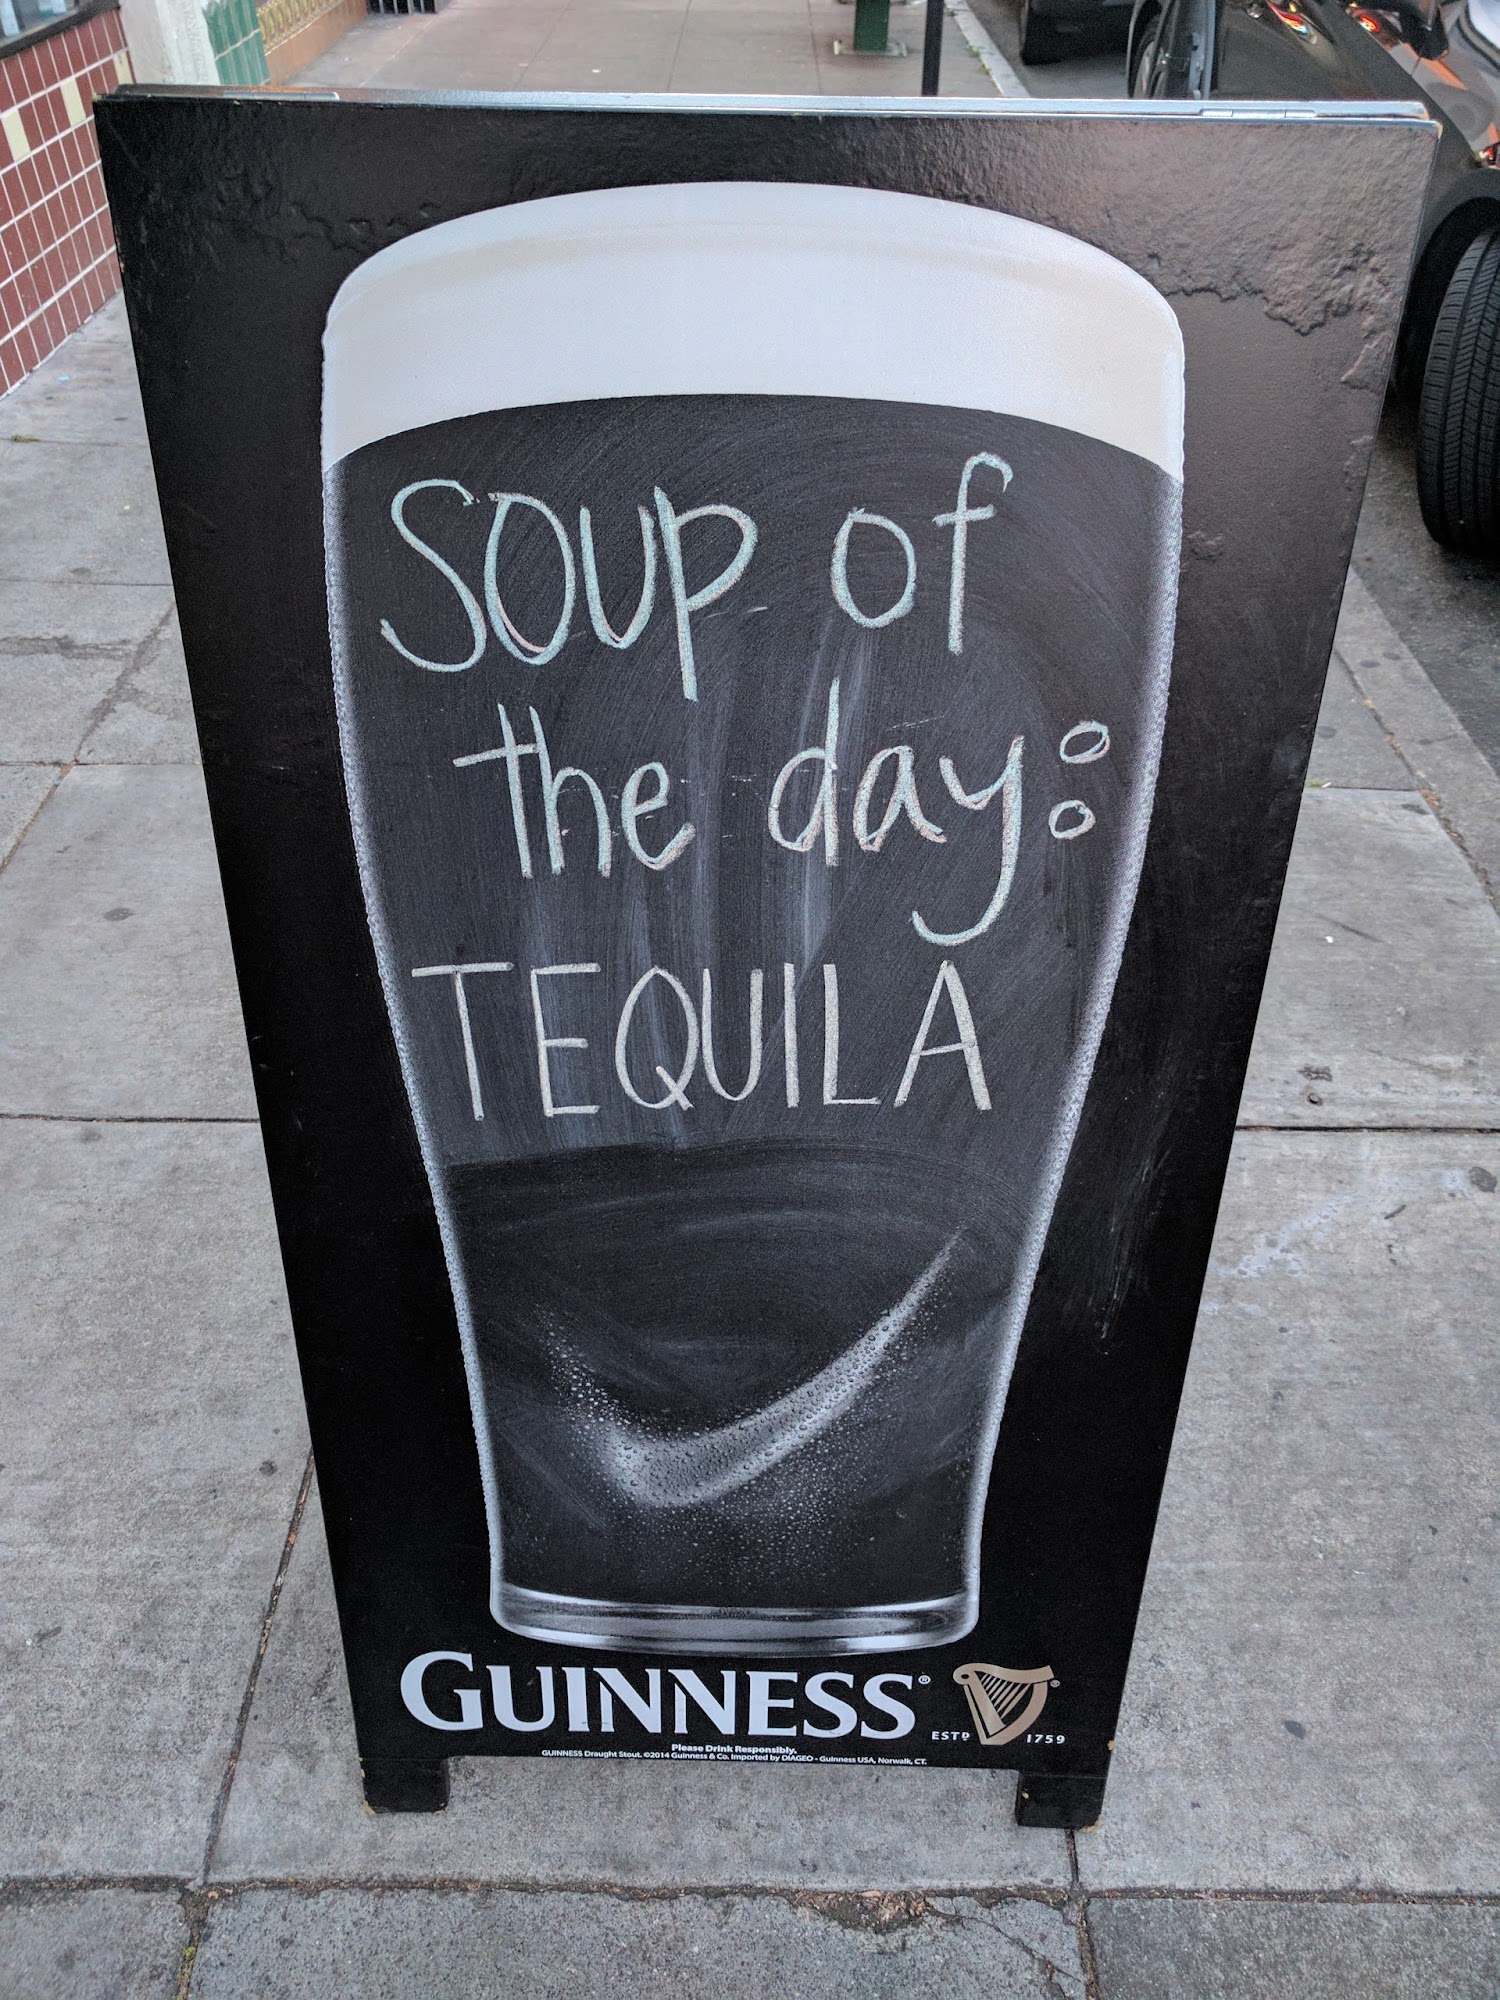 SOUP of
the day:
TEQUILA
GUINNESS®
ESTD 1759
Please Drink Responsibly.
GUINNESS Draught Stout. ©2014 Guinness & Co. Imported by DIAGEO - Guinness USA, Norwalk, CT.